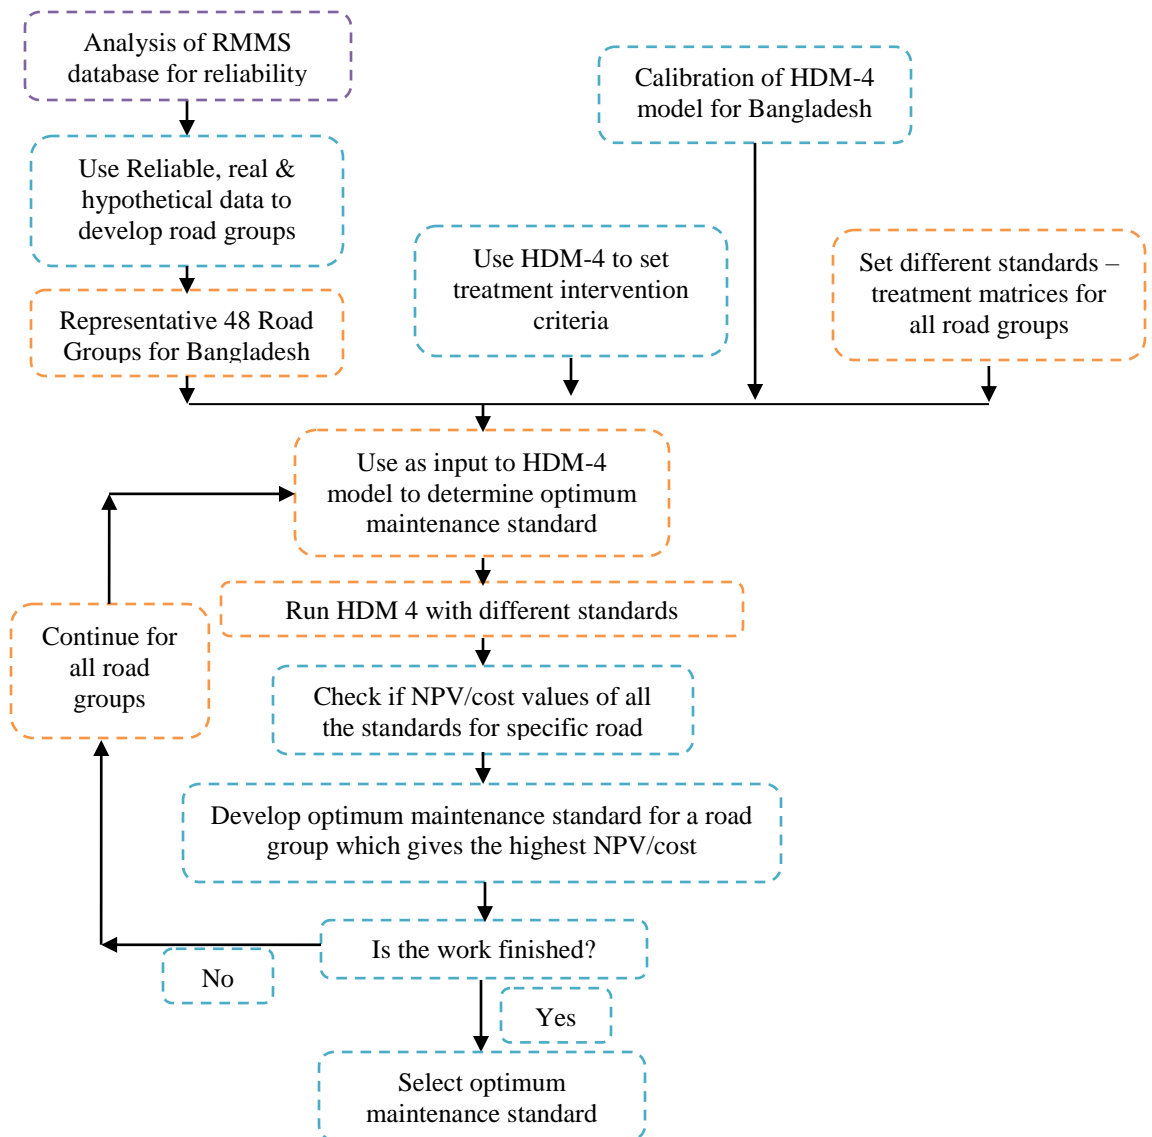 Analysis of RMMS
database for reliability
Calibration of HDM-4
model for Bangladesh
Use Reliable, real &
hypothetical data to
develop road groups
Use HDM-4 to set
treatment intervention
criteria
Set different standards –
treatment matrices for
all road groups
Representative 48 Road
Groups for Bangladesh
Use as input to HDM-4
model to determine optimum
maintenance standard
Run HDM 4 with different standards
Continue for
all road
groups
Check if NPV/cost values of all
the standards for specific road
Develop optimum maintenance standard for a road
group which gives the highest NPV/cost
Is the work finished?
No
Yes
Select optimum
maintenance standard